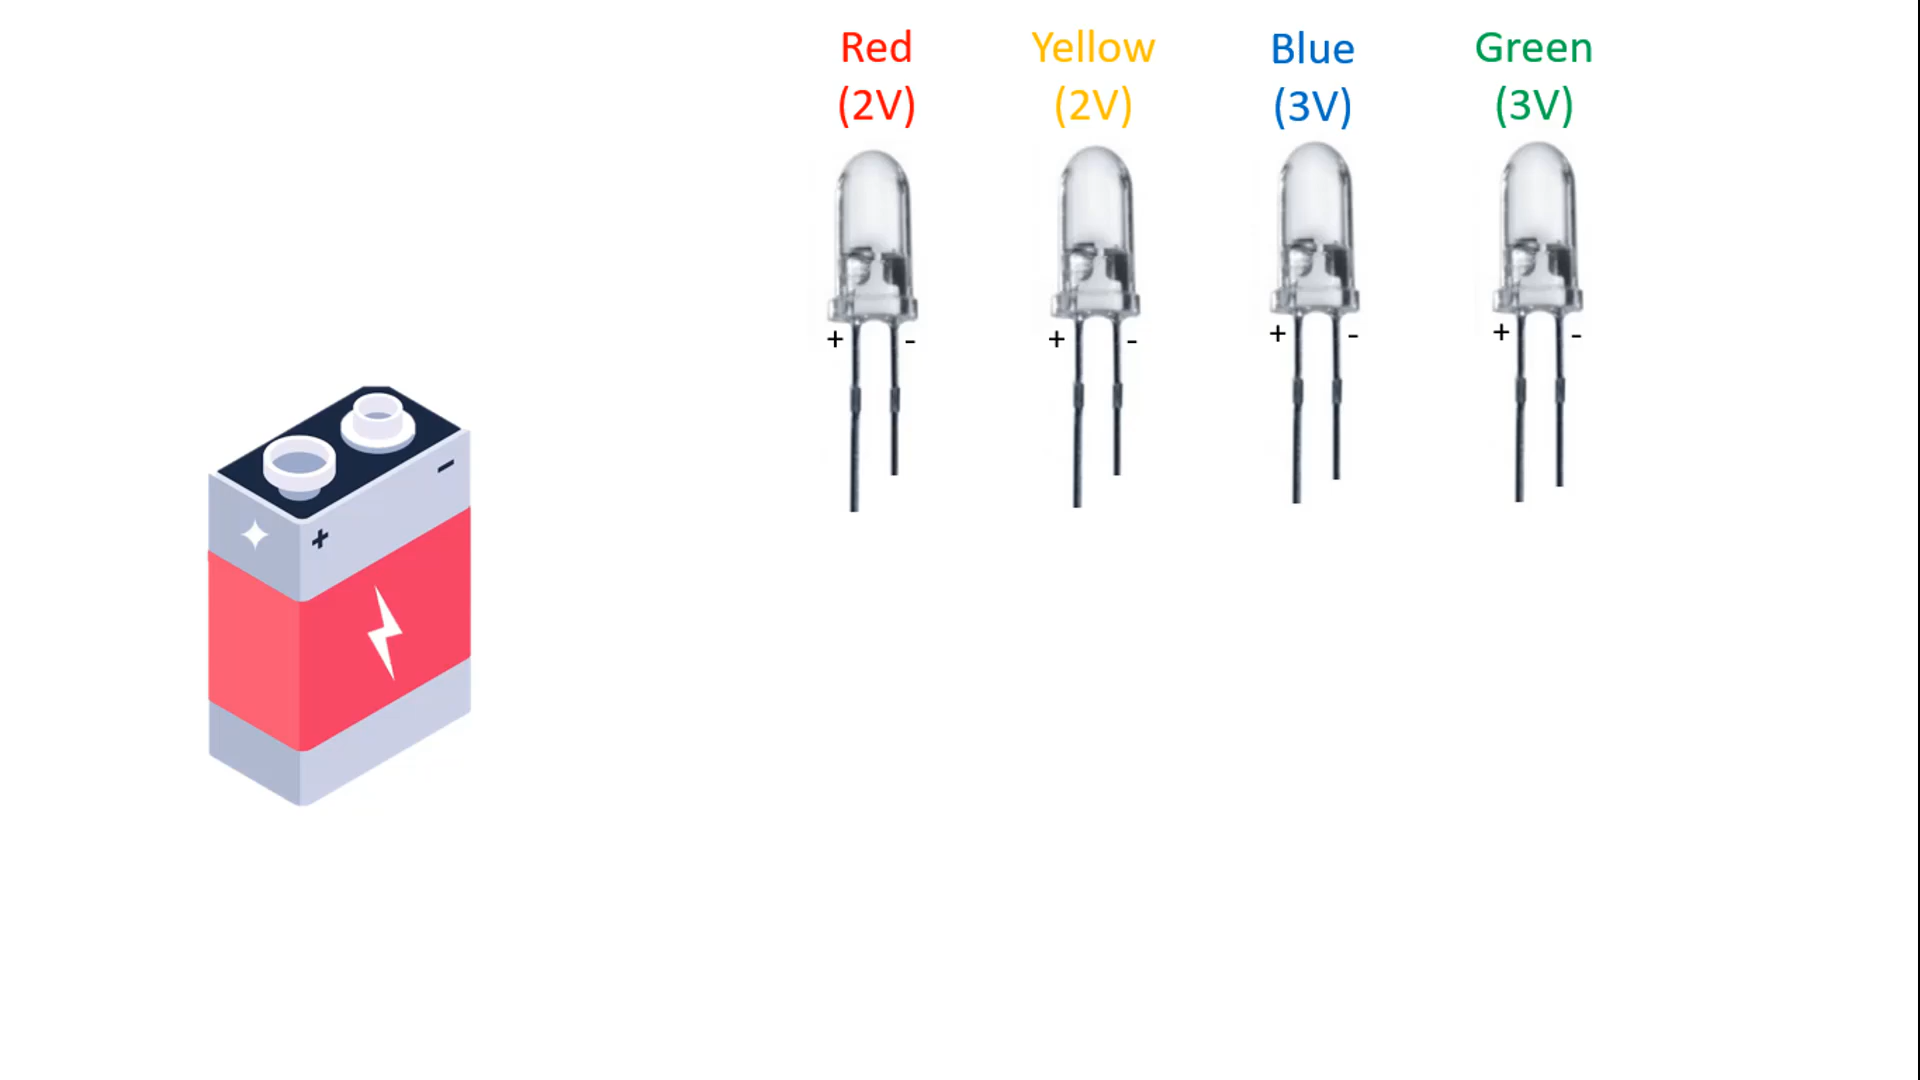 Red Yellow Blue Green
(2V) (2V) (3V) (3V)
+ - + - + - + -
-
+